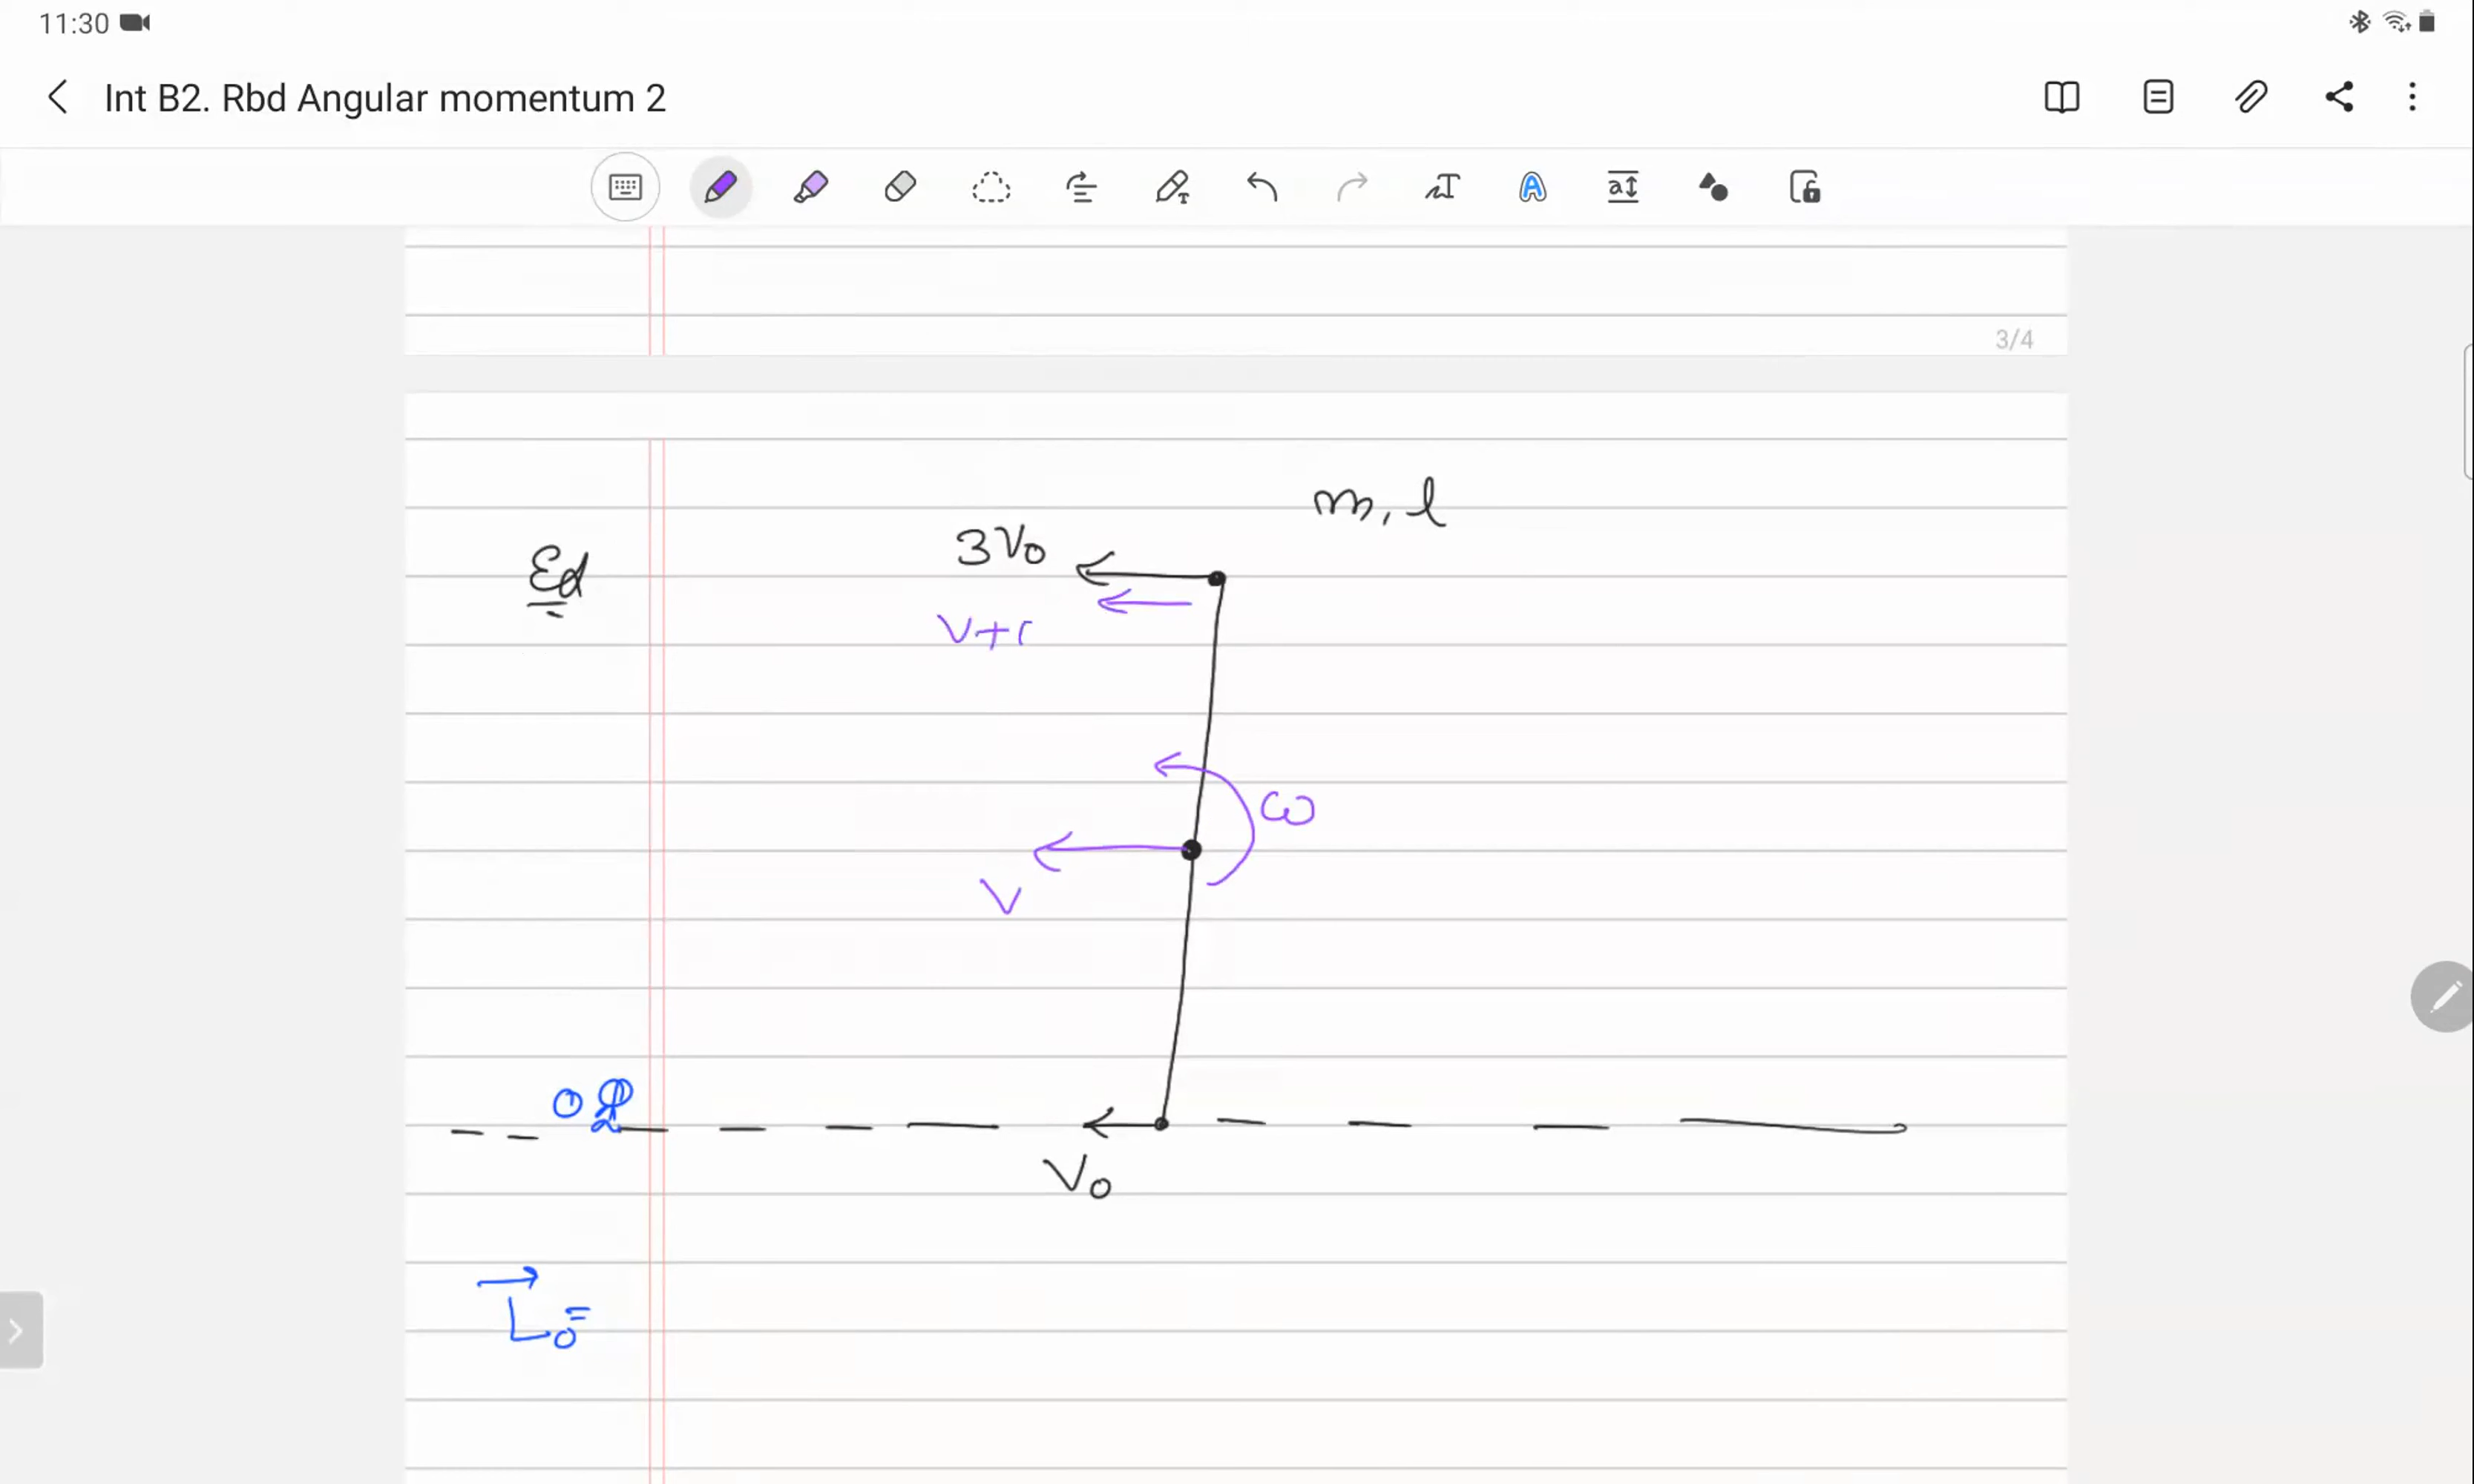 11:30
Int B2. Rbd Angular momentum 2
3/4
m, l
3V₀
Ed
V+r
ω
V
V₀
L₀ =